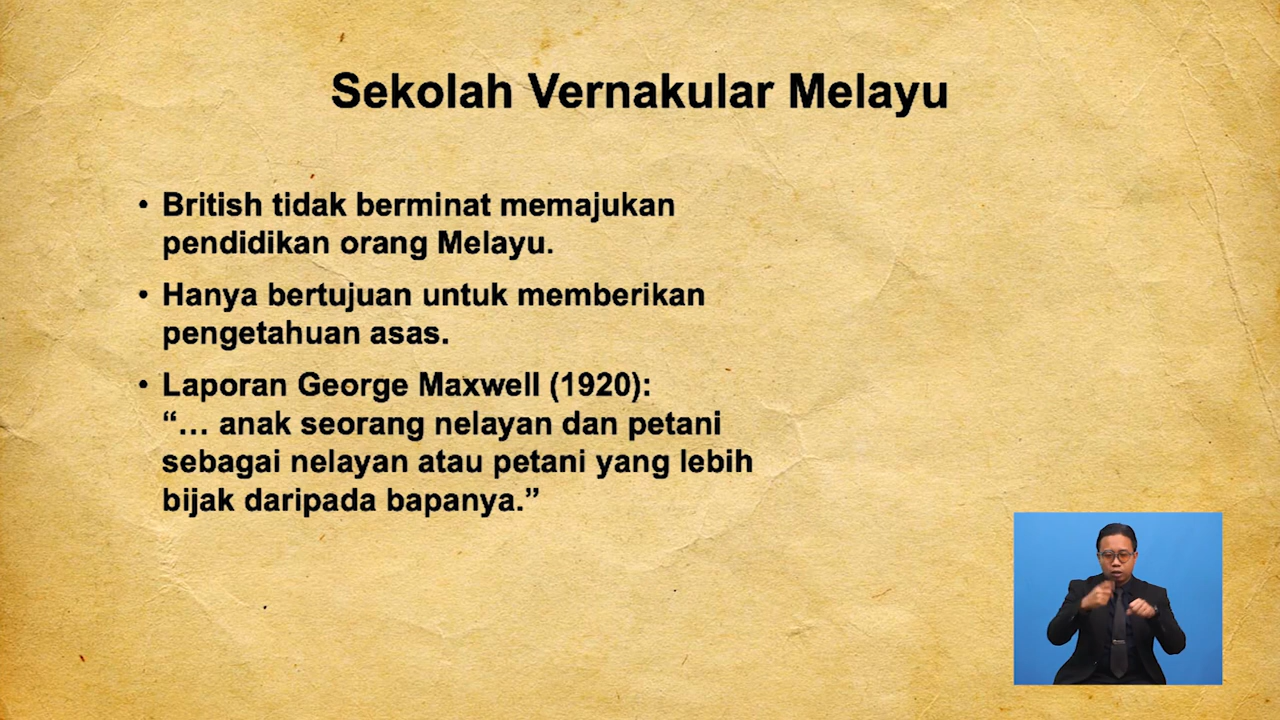 Sekolah Vernakular Melayu
• British tidak berminat memajukan
pendidikan orang Melayu.
• Hanya bertujuan untuk memberikan
pengetahuan asas.
• Laporan George Maxwell (1920):
“… anak seorang nelayan dan petani
sebagai nelayan atau petani yang lebih
bijak daripada bapanya.”